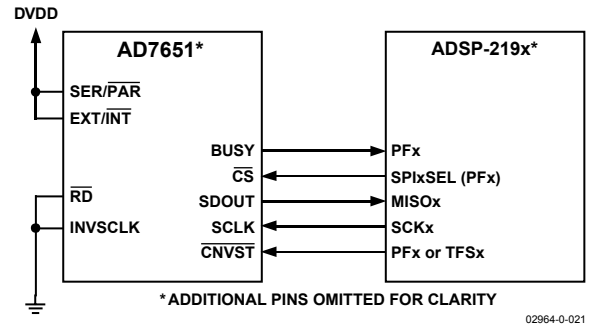 DVDD
AD7651*
ADSP-219x*
SER/PAR
EXT/INT
BUSY
PFx
CS
SPIxSEL (PFx)
RD
SDOUT
MISOx
INVSCLK
SCLK
SCKx
CNVST
PFx or TFSx
*ADDITIONAL PINS OMITTED FOR CLARITY
02964-0-021